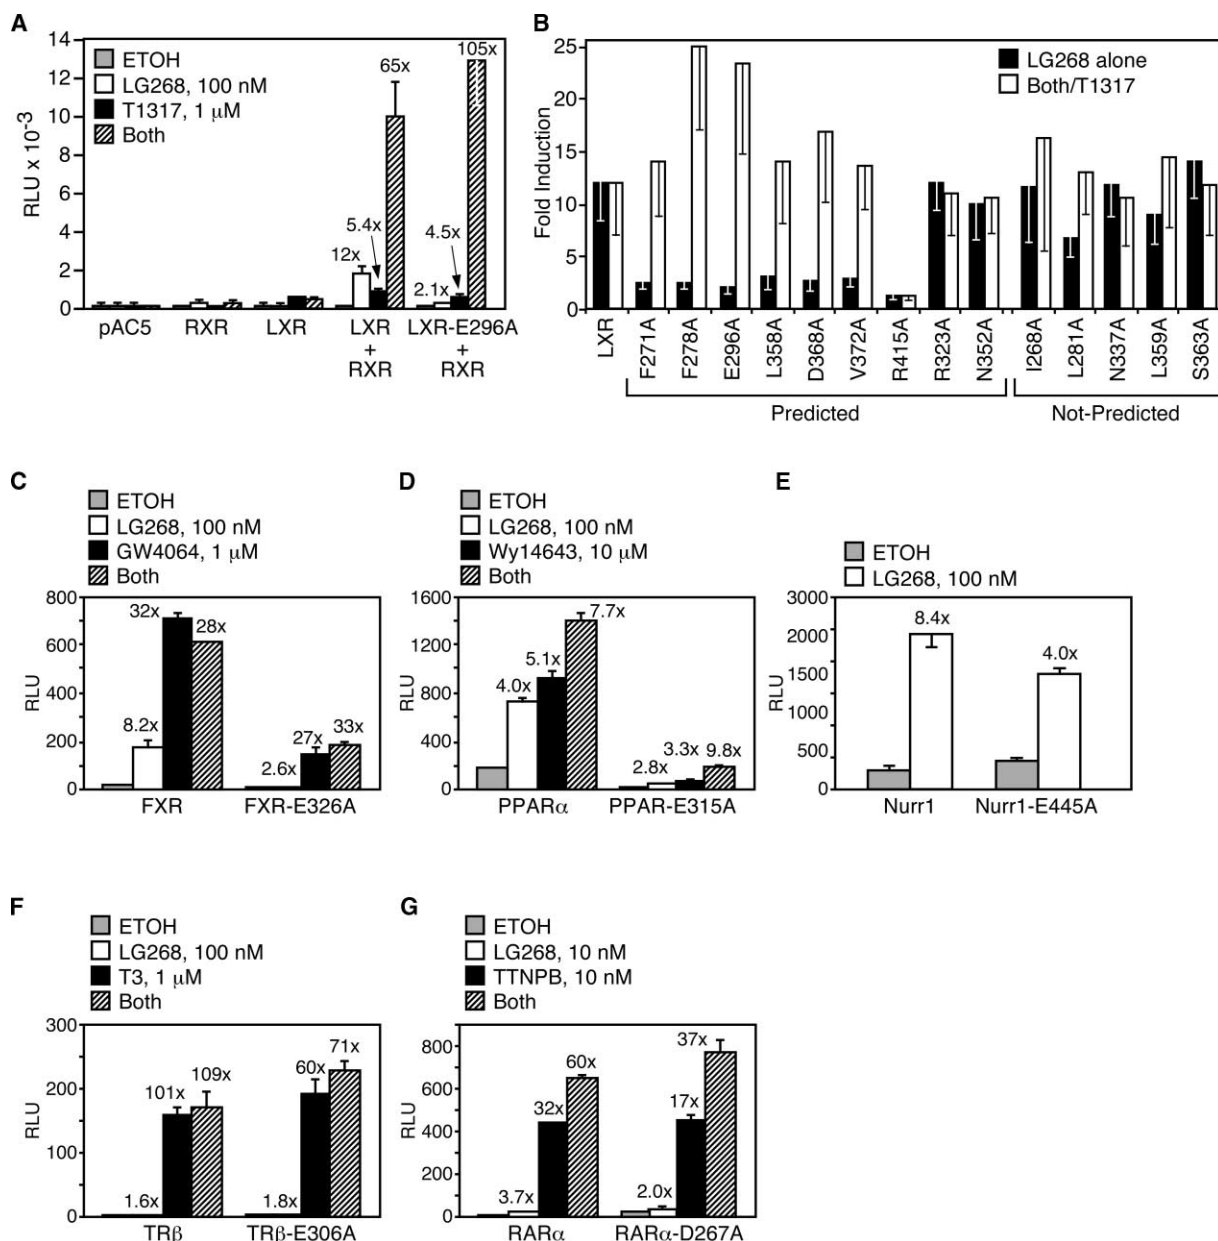 A
14
12
10
8
6
4
2
0
RLU x 10-3
ETOH
LG268, 100 nM
T1317, 1 μM
Both
12x
5.4x
65x
2.1x
4.5x
105x
pAC5
RXR
LXR
LXR + RXR
LXR-E296A + RXR
B
25
20
15
10
5
0
Fold Induction
LG268 alone
Both/T1317
LXR
F271A
F278A
E296A
L358A
D368A
V372A
R415A
R323A
N352A
I268A
L281A
N337A
L359A
S363A
Predicted
Not-Predicted
C
ETOH
LG268, 100 nM
GW4064, 1 μM
Both
800
600
400
200
0
RLU
8.2x
32x
28x
2.6x
27x
33x
FXR
FXR-E326A
D
ETOH
LG268, 100 nM
Wy14643, 10 μM
Both
1600
1200
800
400
0
RLU
4.0x
5.1x
7.7x
2.8x
3.3x
9.8x
PPARα
PPAR-E315A
E
ETOH
LG268, 100 nM
3000
2000
1500
1000
500
0
RLU
8.4x
4.0x
Nurr1
Nurr1-E445A
F
ETOH
LG268, 100 nM
T3, 1 μM
Both
300
200
100
0
RLU
1.6x
101x
109x
1.8x
60x
71x
TRβ
TRβ-E306A
G
ETOH
LG268, 10 nM
TTNPB, 10 nM
Both
800
600
400
200
0
RLU
3.7x
32x
60x
2.0x
17x
37x
RARα
RARα-D267A